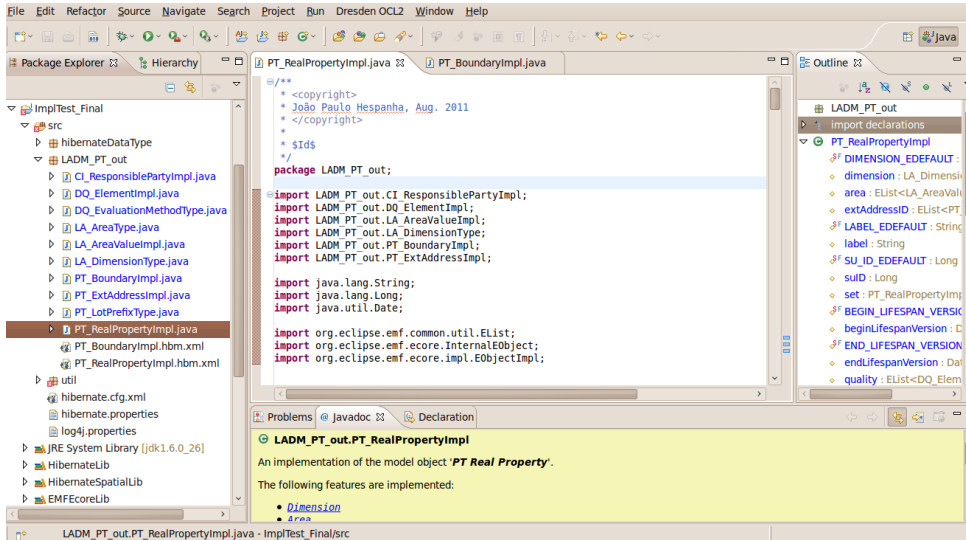 File Edit Refactor Source Navigate Search Project Run Dresden OCL2 Window Help
Java
Package Explorer
Hierarchy
ImplTest_Final
src
hibernateDataType
LADM_PT_out
CI_ResponsiblePartyImpl.java
DQ_ElementImpl.java
DQ_EvaluationMethodType.java
LA_AreaType.java
LA_AreaValueImpl.java
LA_DimensionType.java
PT_BoundaryImpl.java
PT_ExtAddressImpl.java
PT_LotPrefixType.java
PT_RealPropertyImpl.java
PT_BoundaryImpl.hbm.xml
PT_RealPropertyImpl.hbm.xml
util
hibernate.cfg.xml
hibernate.properties
log4j.properties
JRE System Library [jdk1.6.0_26]
HibernateLib
HibernateSpatialLib
EMFEcoreLib
PT_RealPropertyImpl.java
PT_BoundaryImpl.java
/**
* <copyright>
* João Paulo Hespanha, Aug. 2011
* </copyright>
*
* $Id$
*/
package LADM_PT_out;
import LADM_PT_out.CI_ResponsiblePartyImpl;
import LADM_PT_out.DQ_ElementImpl;
import LADM_PT_out.LA_AreaValueImpl;
import LADM_PT_out.LA_DimensionType;
import LADM_PT_out.PT_BoundaryImpl;
import LADM_PT_out.PT_ExtAddressImpl;
import java.lang.String;
import java.lang.Long;
import java.util.Date;
import org.eclipse.emf.common.util.EList;
import org.eclipse.emf.ecore.InternalEObject;
import org.eclipse.emf.ecore.impl.EObjectImpl;
Outline
LADM_PT_out
import declarations
PT_RealPropertyImpl
DIMENSION_EDEFAULT :
dimension : LA_Dimensi
area : EList<LA_AreaValu
extAddressID : EList<PT_
LABEL_EDEFAULT : String
label : String
SU_ID_EDEFAULT : Long
suID : Long
set : PT_RealPropertyImp
BEGIN_LIFESPAN_VERSIO
beginLifespanVersion : D
END_LIFESPAN_VERSION
endLifespanVersion : Dat
quality : EList<DQ_Elem
Problems
@ Javadoc
Declaration
LADM_PT_out.PT_RealPropertyImpl
An implementation of the model object 'PT Real Property'.
The following features are implemented:
• Dimension
• Area
LADM_PT_out.PT_RealPropertyImpl.java - ImplTest_Final/src